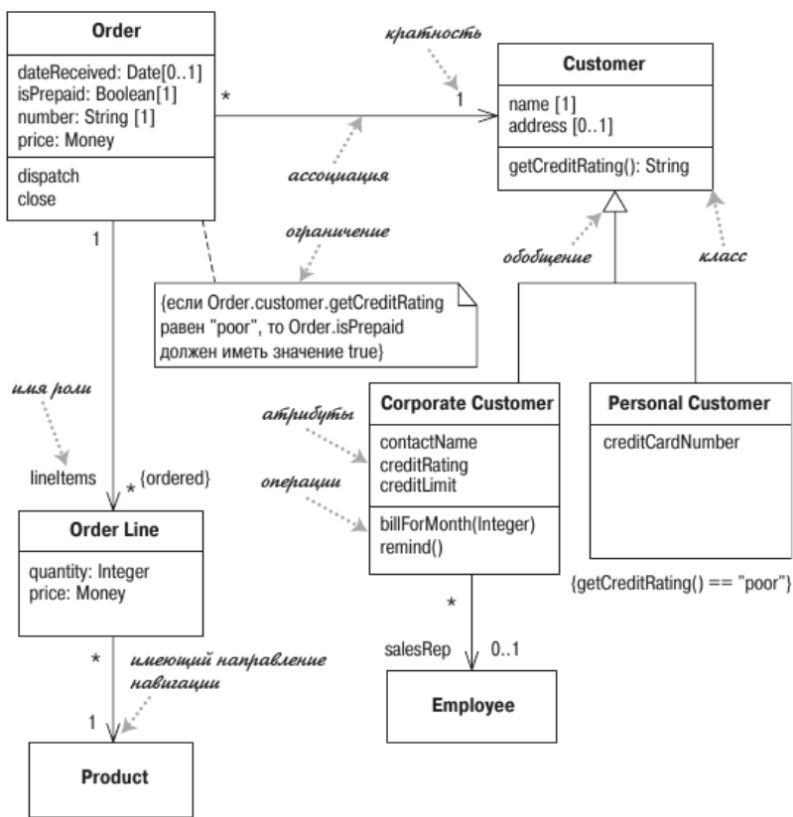 Order
dateReceived: Date[0..1]
isPrepaid: Boolean[1]
number: String [1]
price: Money
dispatch
close
*
1
кратность
ассоциация
Customer
name [1]
address [0..1]
getCreditRating(): String
1
ограничение
обобщение
класс
{если Order.customer.getCreditRating
равен "poor", то Order.isPrepaid
должен иметь значение true}
имя роли
lineItems
* {ordered}
атрибуты
операции
Corporate Customer
contactName
creditRating
creditLimit
billForMonth(Integer)
remind()
Personal Customer
creditCardNumber
{getCreditRating() == "poor"}
Order Line
quantity: Integer
price: Money
*
имеющий направление
навигации
1
Product
*
salesRep
0..1
Employee